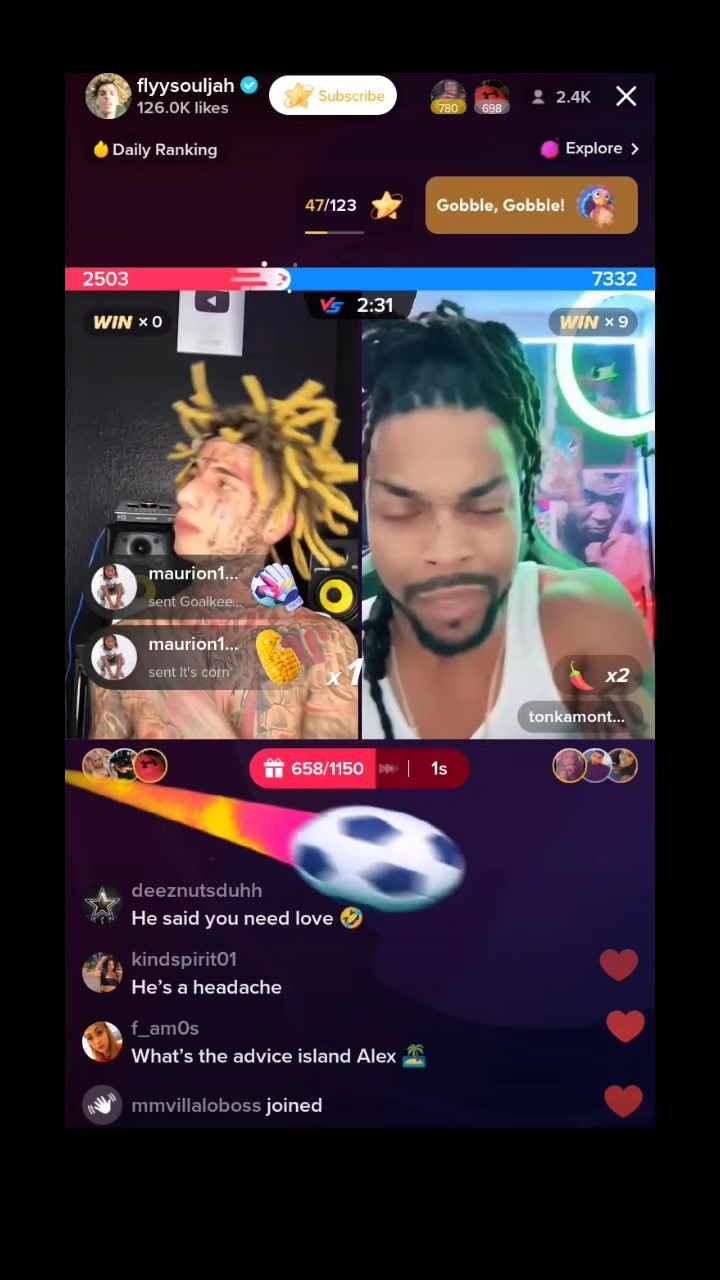 flyysouljah
126.0K likes
Subscribe
780
698
2.4K
Daily Ranking
Explore
47/123
Gobble, Gobble!
2503
7332
VS 2:31
WIN × 0
WIN × 9
maurion1...
sent Goalkee...
maurion1...
sent It's corn
x1
x2
tonkamont...
658/1150
1s
deeznutsduhh
He said you need love 🤣
kindspirit01
He's a headache
f_am0s
What's the advice island Alex 🏝️
mmvillaloboss joined